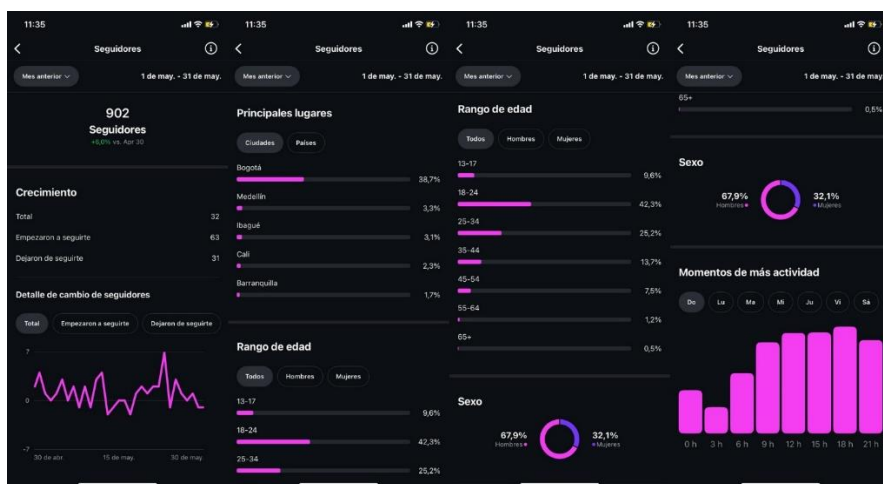 11:35
Seguidores
Mes anterior
1 de may. - 31 de may.
902
Seguidores
vs. Apr 30
Crecimiento
Total 32
Empezaron a seguirte 63
Dejaron de seguirte 31
Detalle de cambio de seguidores
Total Empezaron a seguirte Dejaron de seguirte
7
0
-7
30 de abr. 15 de may. 30 de may.
11:35
Seguidores
Mes anterior
1 de may. - 31 de may.
Principales lugares
Ciudades Países
Bogotá
38,7%
Medellín
3,3%
Ibagué
3,1%
Cali
2,3%
Barranquilla
1,7%
Rango de edad
Todos Hombres Mujeres
13-17
9,6%
18-24
42,3%
25-34
25,2%
11:35
Seguidores
Mes anterior
1 de may. - 31 de may.
Rango de edad
Todos Hombres Mujeres
13-17
9,6%
18-24
42,3%
25-34
25,2%
35-44
13,7%
45-54
7,5%
55-64
1,2%
65+
0,5%
Sexo
67,9% 32,1%
Hombres Mujeres
11:35
Seguidores
Mes anterior
1 de may. - 31 de may
65+
0,5%
Sexo
67,9% 32,1%
Hombres Mujeres
Momentos de más actividad
Do Lu Ma Mi Ju Vi Sá
0 h 3 h 6 h 9 h 12 h 15 h 18 h 21 h